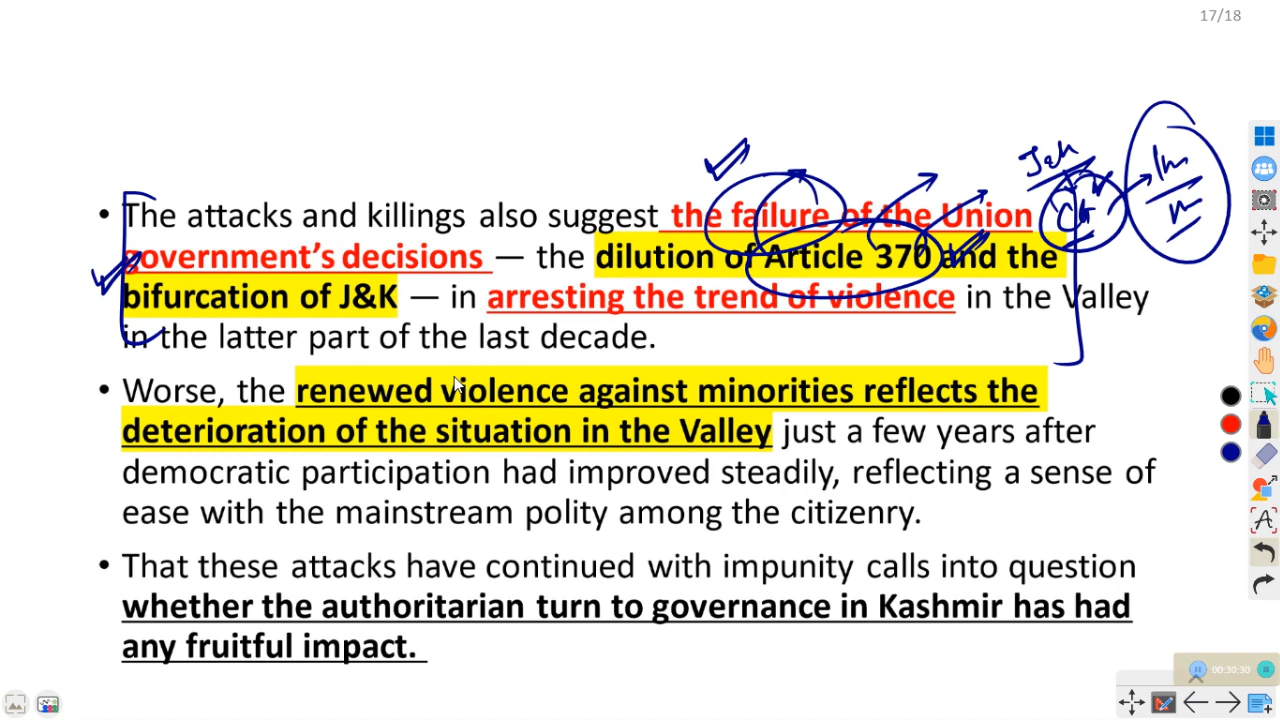 17/18
J&K
CG
• The attacks and killings also suggest the failure of the Union
government’s decisions — the dilution of Article 370 and the
bifurcation of J&K — in arresting the trend of violence in the Valley
in the latter part of the last decade.
• Worse, the renewed violence against minorities reflects the
deterioration of the situation in the Valley just a few years after
democratic participation had improved steadily, reflecting a sense of
ease with the mainstream polity among the citizenry.
• That these attacks have continued with impunity calls into question
whether the authoritarian turn to governance in Kashmir has had
any fruitful impact.
00:30:30